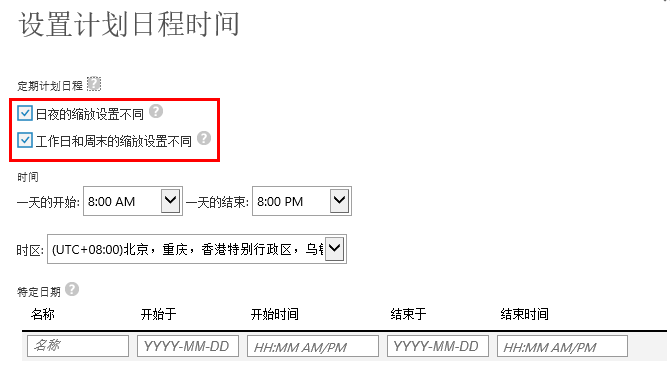 设置计划日程时间
定期计划日程 ?
日夜的缩放设置不同 ?
工作日和周末的缩放设置不同 ?
时间
一天的开始: 8:00 AM 一天的结束: 8:00 PM
时区: (UTC+08:00)北京，重庆，香港特别行政区，乌
特定日期 ?
名称 开始于 开始时间 结束于 结束时间
名称 YYYY-MM-DD HH:MM AM/PM YYYY-MM-DD HH:MM AM/PM